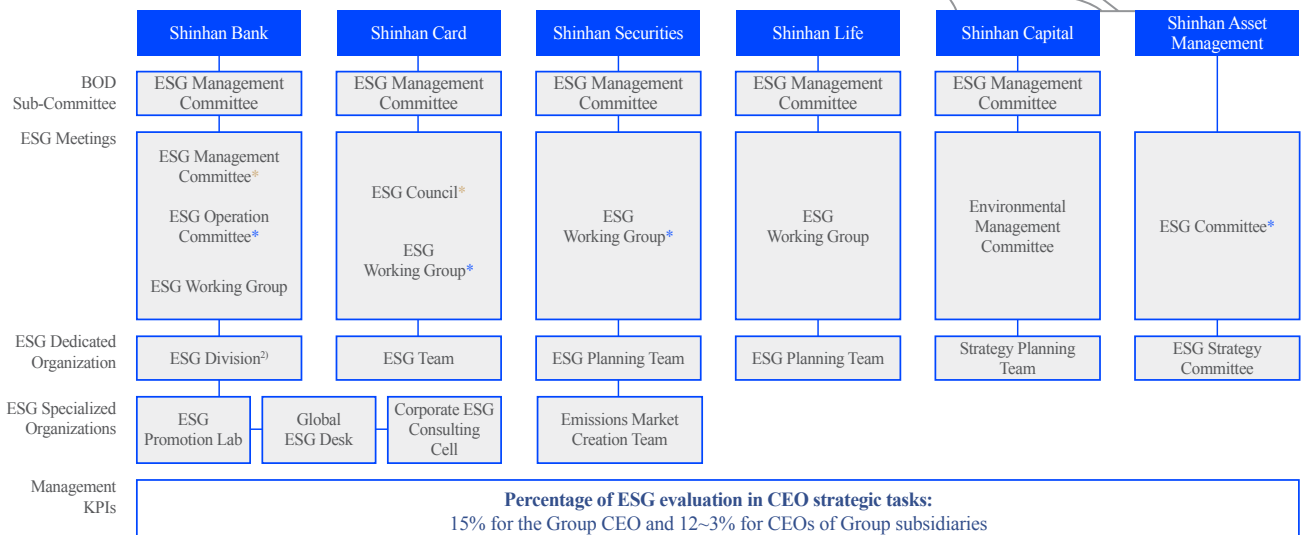 Shinhan Bank
Shinhan Card
Shinhan Securities
Shinhan Life
Shinhan Capital
Shinhan Asset
Management
BOD
Sub-Committee
ESG Management
Committee
ESG Management
Committee
ESG Management
Committee
ESG Management
Committee
ESG Management
Committee
ESG Meetings
ESG Management
Committee*
ESG Operation
Committee*
ESG Working Group
ESG Council*
ESG
Working Group*
ESG
Working Group*
ESG
Working Group
Environmental
Management
Committee
ESG Committee*
ESG Dedicated
Organization
ESG Division2)
ESG Team
ESG Planning Team
ESG Planning Team
Strategy Planning
Team
ESG Strategy
Committee
ESG Specialized
Organizations
ESG
Promotion Lab
Global
ESG Desk
Corporate ESG
Consulting
Cell
Emissions Market
Creation Team
Management
KPIs
Percentage of ESG evaluation in CEO strategic tasks:
15% for the Group CEO and 12~3% for CEOs of Group subsidiaries